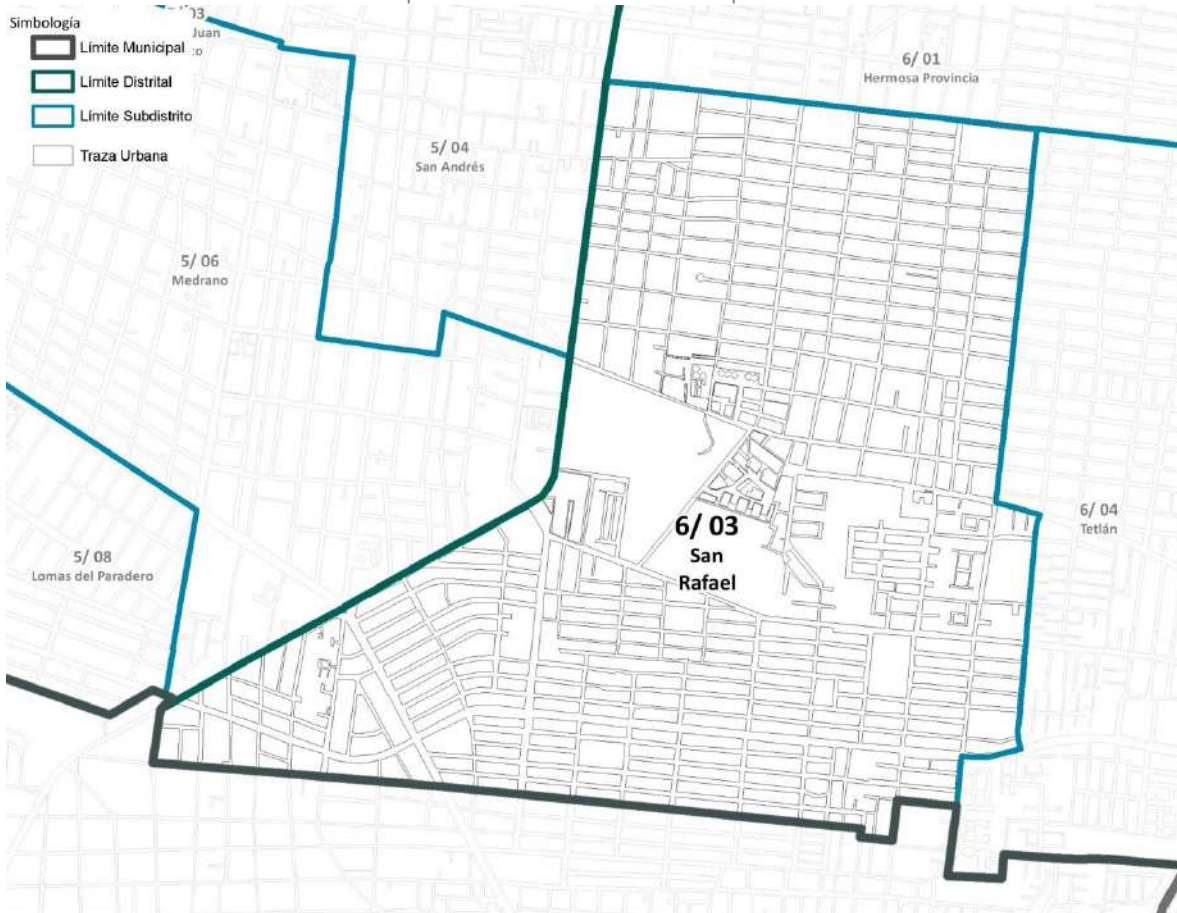 Simbología
Límite Municipal
Límite Distrital
Límite Subdistrito
Traza Urbana
Juan
6/ 01
Hermosa Provincia
5/ 04
San Andrés
5/ 06
Medrano
6/ 03
San
Rafael
6/ 04
Tetlán
5/ 08
Lomas del Paradero